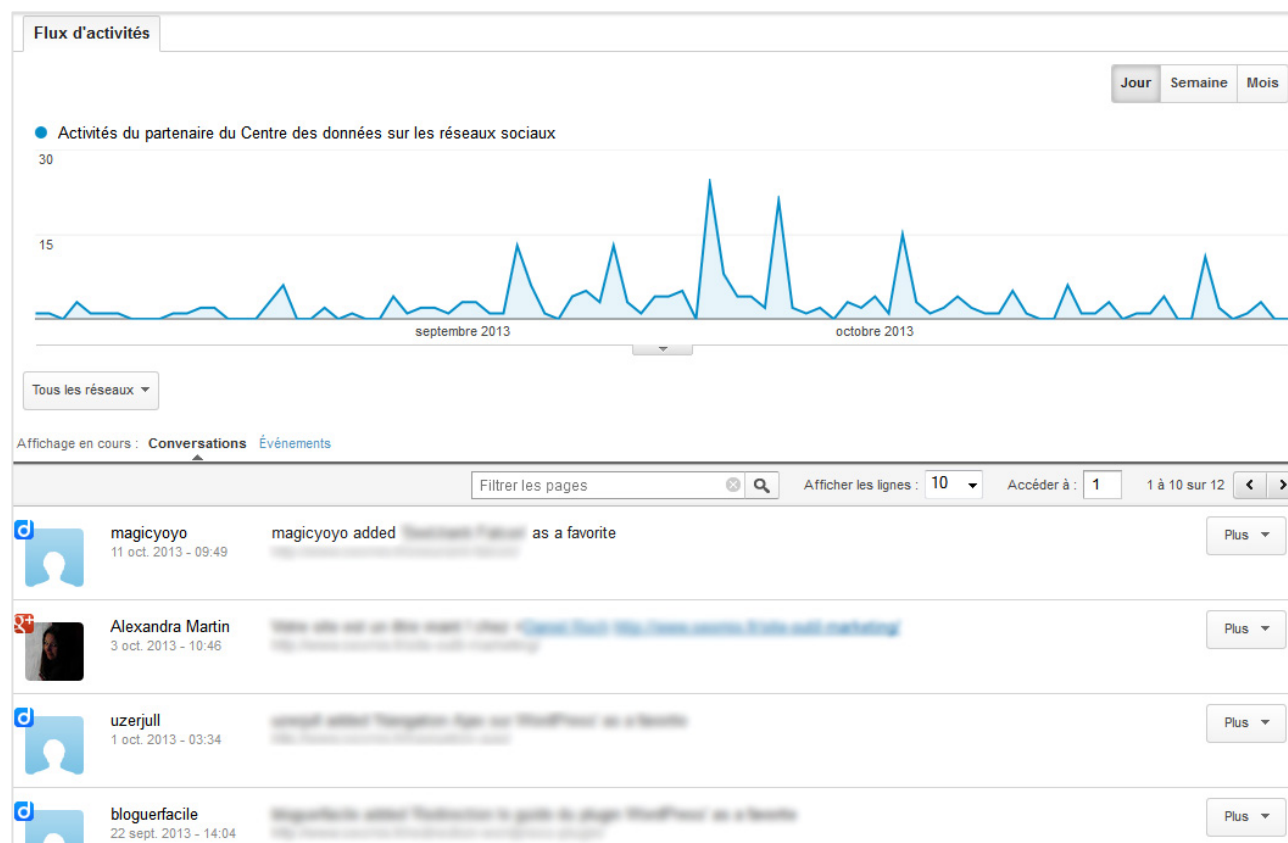 Flux d'activités
Jour Semaine Mois
Activités du partenaire du Centre des données sur les réseaux sociaux
30
15
septembre 2013 octobre 2013
Tous les réseaux
Affichage en cours : Conversations Événements
Filtrer les pages Afficher les lignes : 10 Accéder à : 1 1 à 10 sur 12
magicyoyo magicyoyo added as a favorite
11 oct. 2013 - 09:49
Plus
Alexandra Martin
3 oct. 2013 - 10:46
Plus
uzerjull
1 oct. 2013 - 03:34
Plus
bloguerfacile
22 sept. 2013 - 14:04
Plus